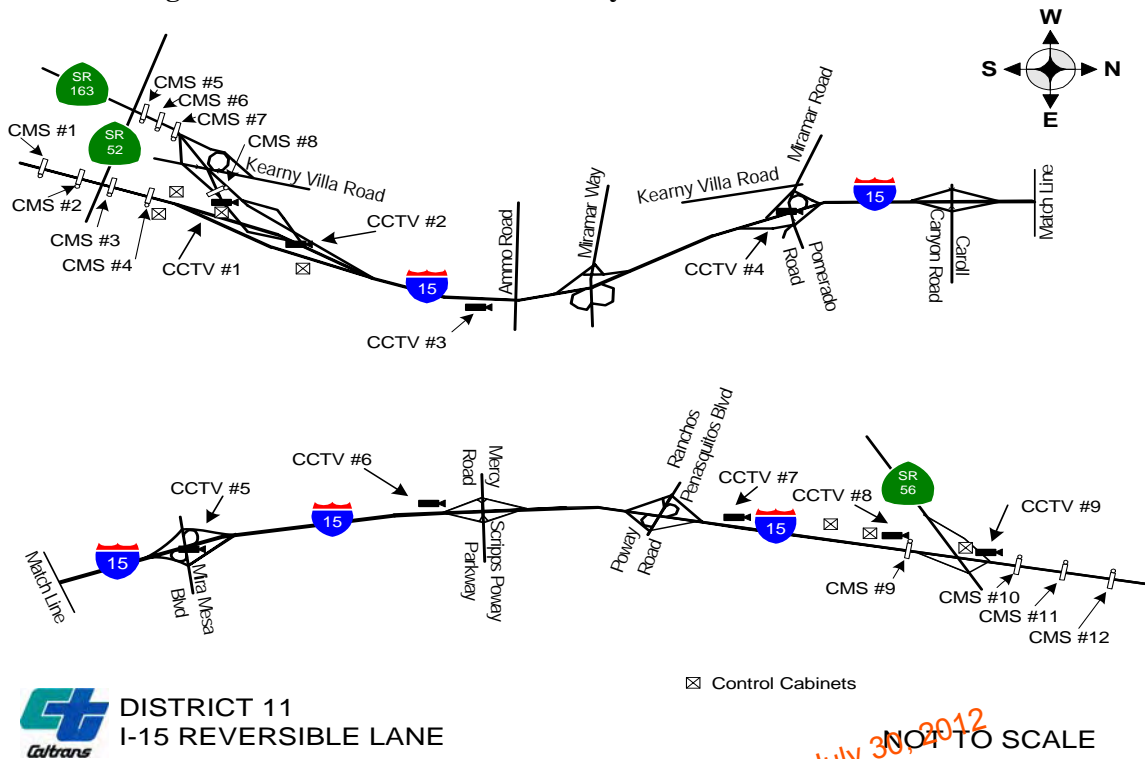 W
S
N
E
SR
163
CMS #5
CMS #6
CMS #7
CMS #8
CMS #1
SR
52
CMS #2
CMS #3
CMS #4
Kearny Villa Road
CCTV #1
CCTV #2
15
CCTV #3
Ammo Road
Miramar Way
Kearny Villa Road
Miramar Road
CCTV #4
Pomerado
Road
15
Caroll
Canyon Road
Match Line
Match Line
15
CCTV #5
Mira Mesa
Blvd
15
CCTV #6
Mercy
Road
Scripps Poway
Parkway
Ranchos
Penasquitos Blvd
Poway
Road
CCTV #7
15
CCTV #8
SR
56
CCTV #9
CMS #9
CMS #10
CMS #11
CMS #12
Control Cabinets
Caltrans
DISTRICT 11
I-15 REVERSIBLE LANE
July 30, 2012
NOT TO SCALE